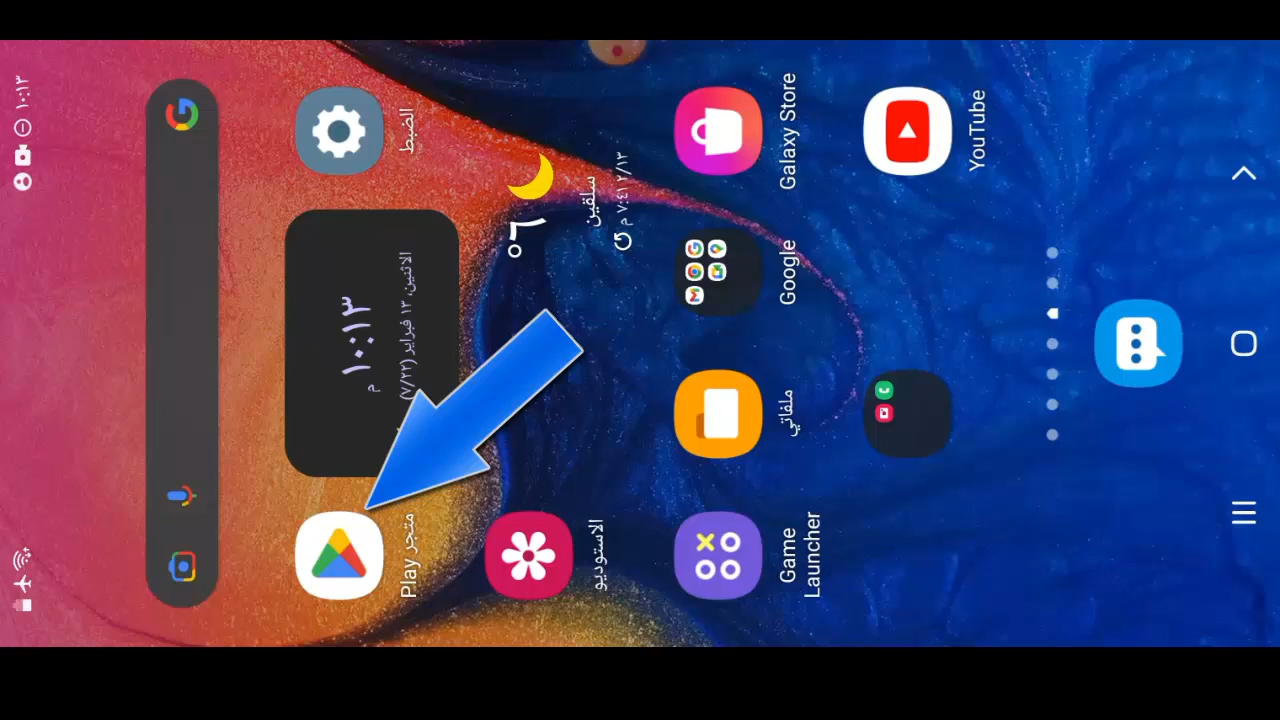 ١٠:١٣
الضبط
١٠:١٣
م
الاثنين، ١٣ فبراير (٧/٢٢)
متجر Play
°٦
سلقين
٢/١٣ ٧:٤١ م
الاستوديو
Galaxy Store
Google
ملفاتي
Game
Launcher
YouTube